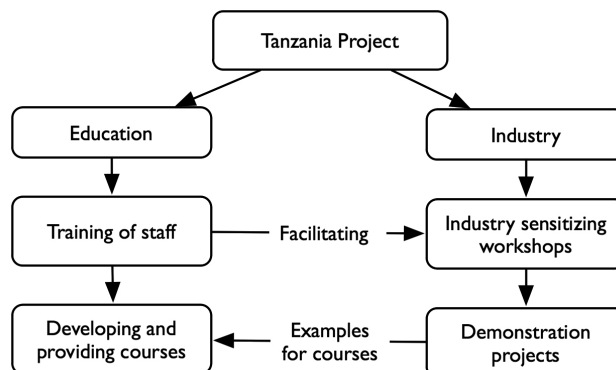 Tanzania Project
Education
Industry
Training of staff
Facilitating
Industry sensitizing
workshops
Developing and
providing courses
Examples
for courses
Demonstration
projects